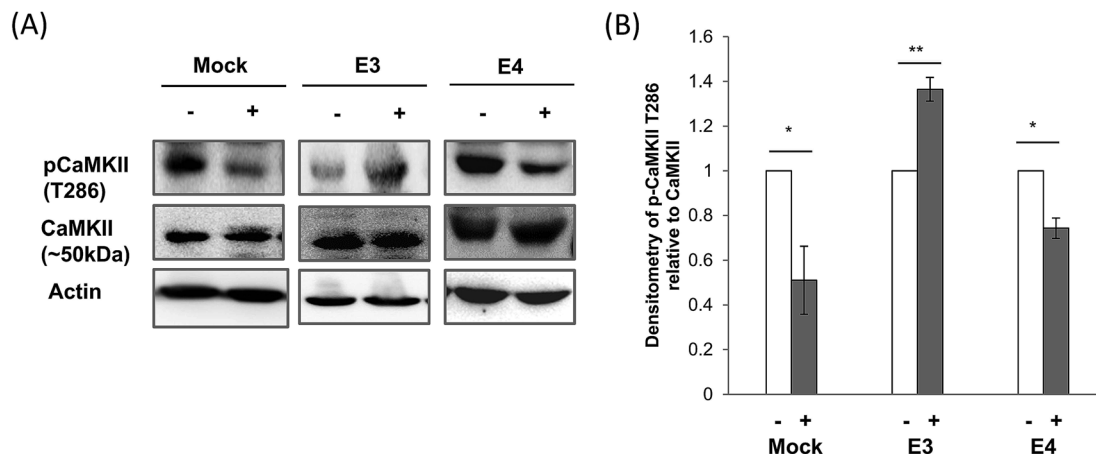 (A)
Mock E3 E4
- + - + - +
pCaMKII
(T286)
CaMKII
(~50kDa)
Actin
(B)
Densitometry of p-CaMKII T286
relative to CaMKII
1.6
1.4
1.2
1
0.8
0.6
0.4
0.2
0
* ** *
- + - + - +
Mock E3 E4